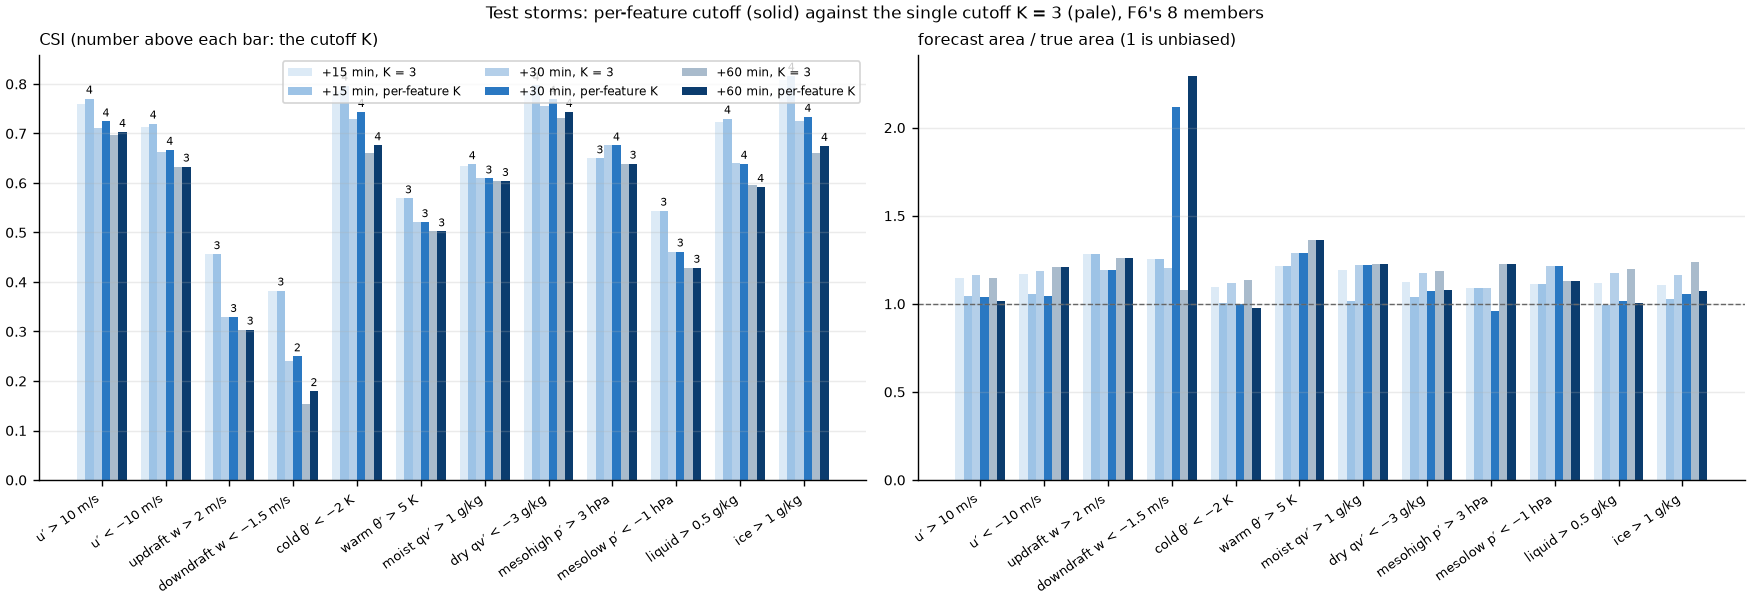 Test storms: per-feature cutoff (solid) against the single cutoff K = 3 (pale), F6's 8 members
CSI (number above each bar: the cutoff K)
+15 min, K = 3
+15 min, per-feature K
+30 min, K = 3
+30 min, per-feature K
+60 min, K = 3
+60 min, per-feature K
0.8
0.7
0.6
0.5
0.4
0.3
0.2
0.1
0.0
4 4 4
4 4 3
3 3 3
3 2 2
4 4 4
3 3 3
4 3 3
4
3 4 3
3 3 3
4 4 4
4 4 4
u′ > 10 m/s
u′ < −10 m/s
updraft w > 2 m/s
downdraft w < −1.5 m/s
cold θ′ < −2 K
warm θ′ > 5 K
moist qv′ > 1 g/kg
dry qv′ < −3 g/kg
mesohigh p′ > 3 hPa
mesolow p′ < −1 hPa
liquid > 0.5 g/kg
ice > 1 g/kg
forecast area / true area (1 is unbiased)
2.0
1.5
1.0
0.5
0.0
u′ > 10 m/s
u′ < −10 m/s
updraft w > 2 m/s
downdraft w < −1.5 m/s
cold θ′ < −2 K
warm θ′ > 5 K
moist qv′ > 1 g/kg
dry qv′ < −3 g/kg
mesohigh p′ > 3 hPa
mesolow p′ < −1 hPa
liquid > 0.5 g/kg
ice > 1 g/kg